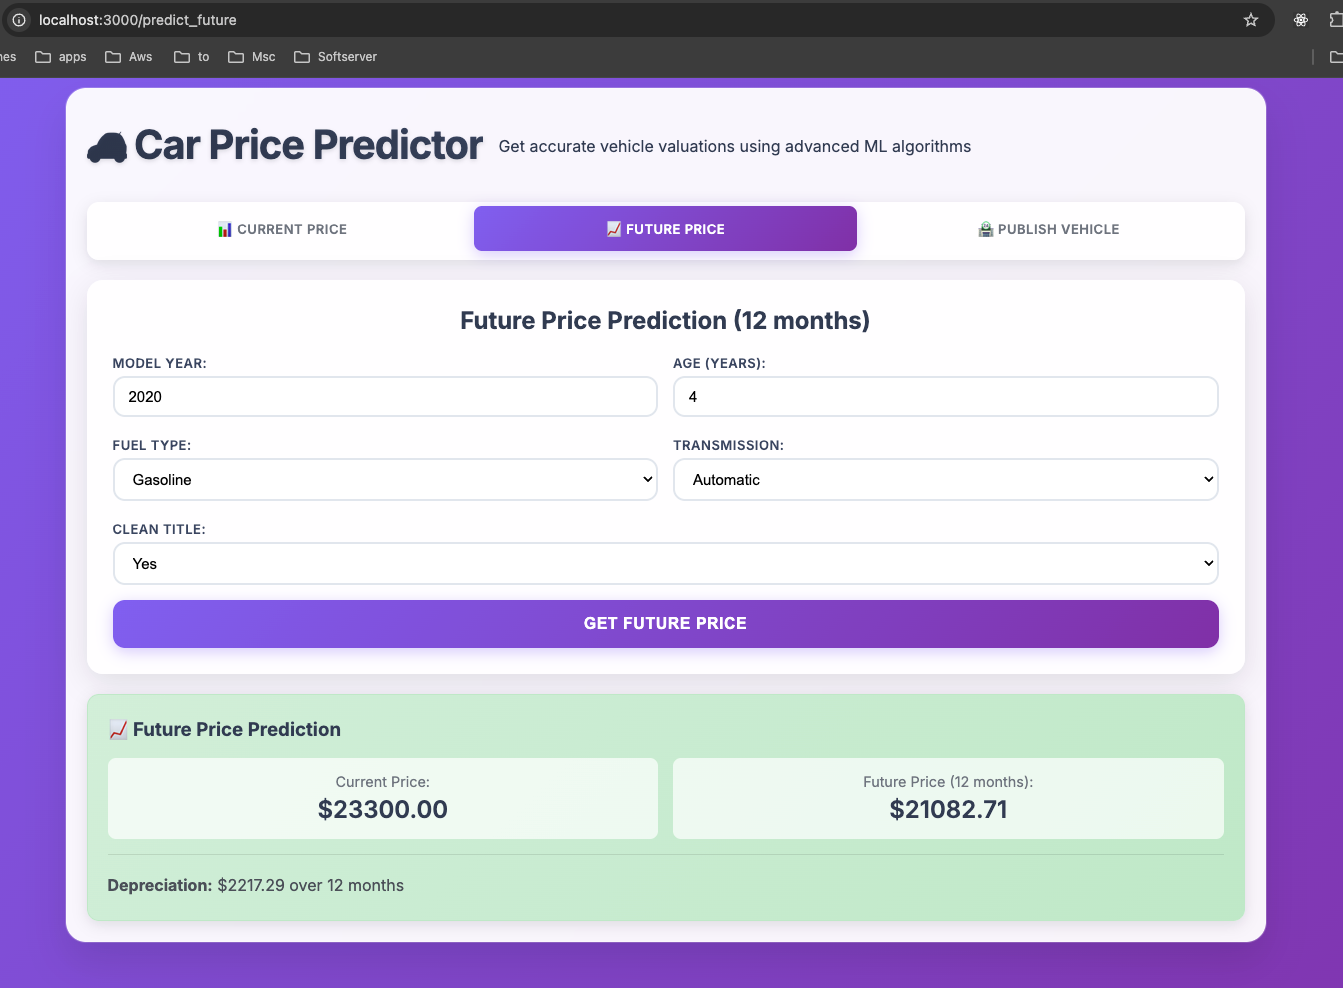 localhost:3000/predict_future
nes apps Aws to Msc Softserver
Car Price Predictor Get accurate vehicle valuations using advanced ML algorithms
CURRENT PRICE FUTURE PRICE PUBLISH VEHICLE
Future Price Prediction (12 months)
MODEL YEAR: AGE (YEARS):
2020 4
FUEL TYPE: TRANSMISSION:
Gasoline Automatic
CLEAN TITLE:
Yes
GET FUTURE PRICE
Future Price Prediction
Current Price: Future Price (12 months):
$23300.00 $21082.71
Depreciation: $2217.29 over 12 months